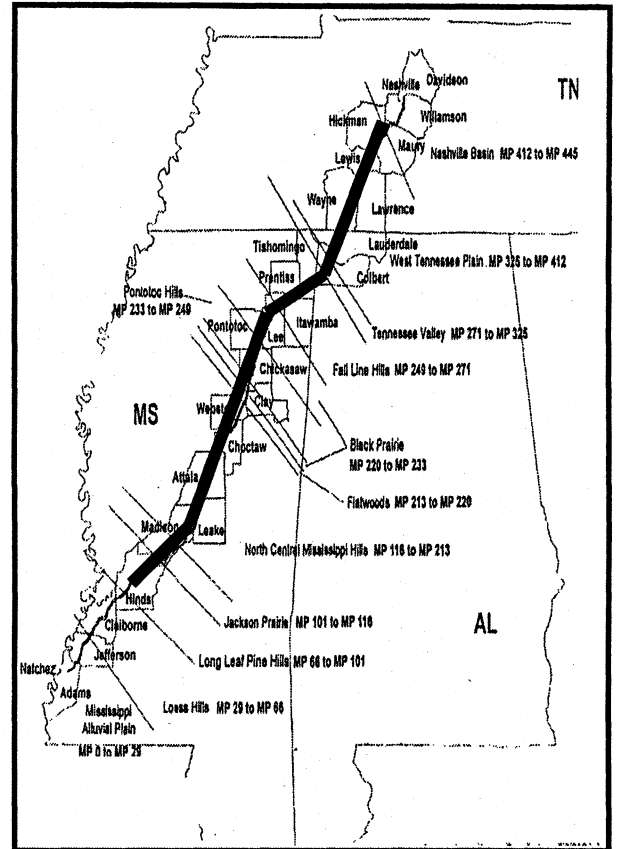 Nashville
Davidson
TN
Hickman
Williamson
Maury
Nashville Basin MP 412 to MP 445
Lewis
Wayne
Lawrence
Tishomingo
Lauderdale
West Tennessee Plain MP 325 to MP 412
Prentiss
Colbert
Pontotoc Hills
MP 233 to MP 249
Pontotoc
Itawamba
Tennessee Valley MP 271 to MP 325
Lee
Chickasaw
Fall Line Hills MP 249 to MP 271
MS
Webst
Clay
Choctaw
Black Prairie
MP 220 to MP 233
Attala
Flatwoods MP 213 to MP 220
Madison
Leake
North Central Mississippi Hills MP 116 to MP 213
Hinds
Jackson Prairie MP 101 to MP 116
AL
Claiborne
Jefferson
Long Leaf Pine Hills MP 66 to MP 101
Natchez
Adams
Loess Hills MP 29 to MP 66
Mississippi
Alluvial Plain
MP 0 to MP 29